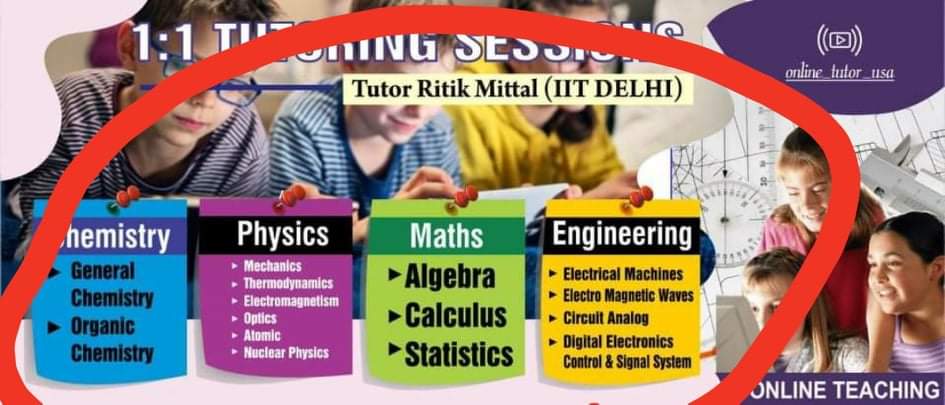 1:1 TUTORING SESSIONS
Tutor Ritik Mittal (IIT DELHI)
online_tutor_usa
Chemistry
General
Chemistry
Organic
Chemistry
Physics
Mechanics
Thermodynamics
Electromagnetism
Optics
Atomic
Nuclear Physics
Maths
Algebra
Calculus
Statistics
Engineering
Electrical Machines
Electro Magnetic Waves
Circuit Analog
Digital Electronics
Control & Signal System
ONLINE TEACHING